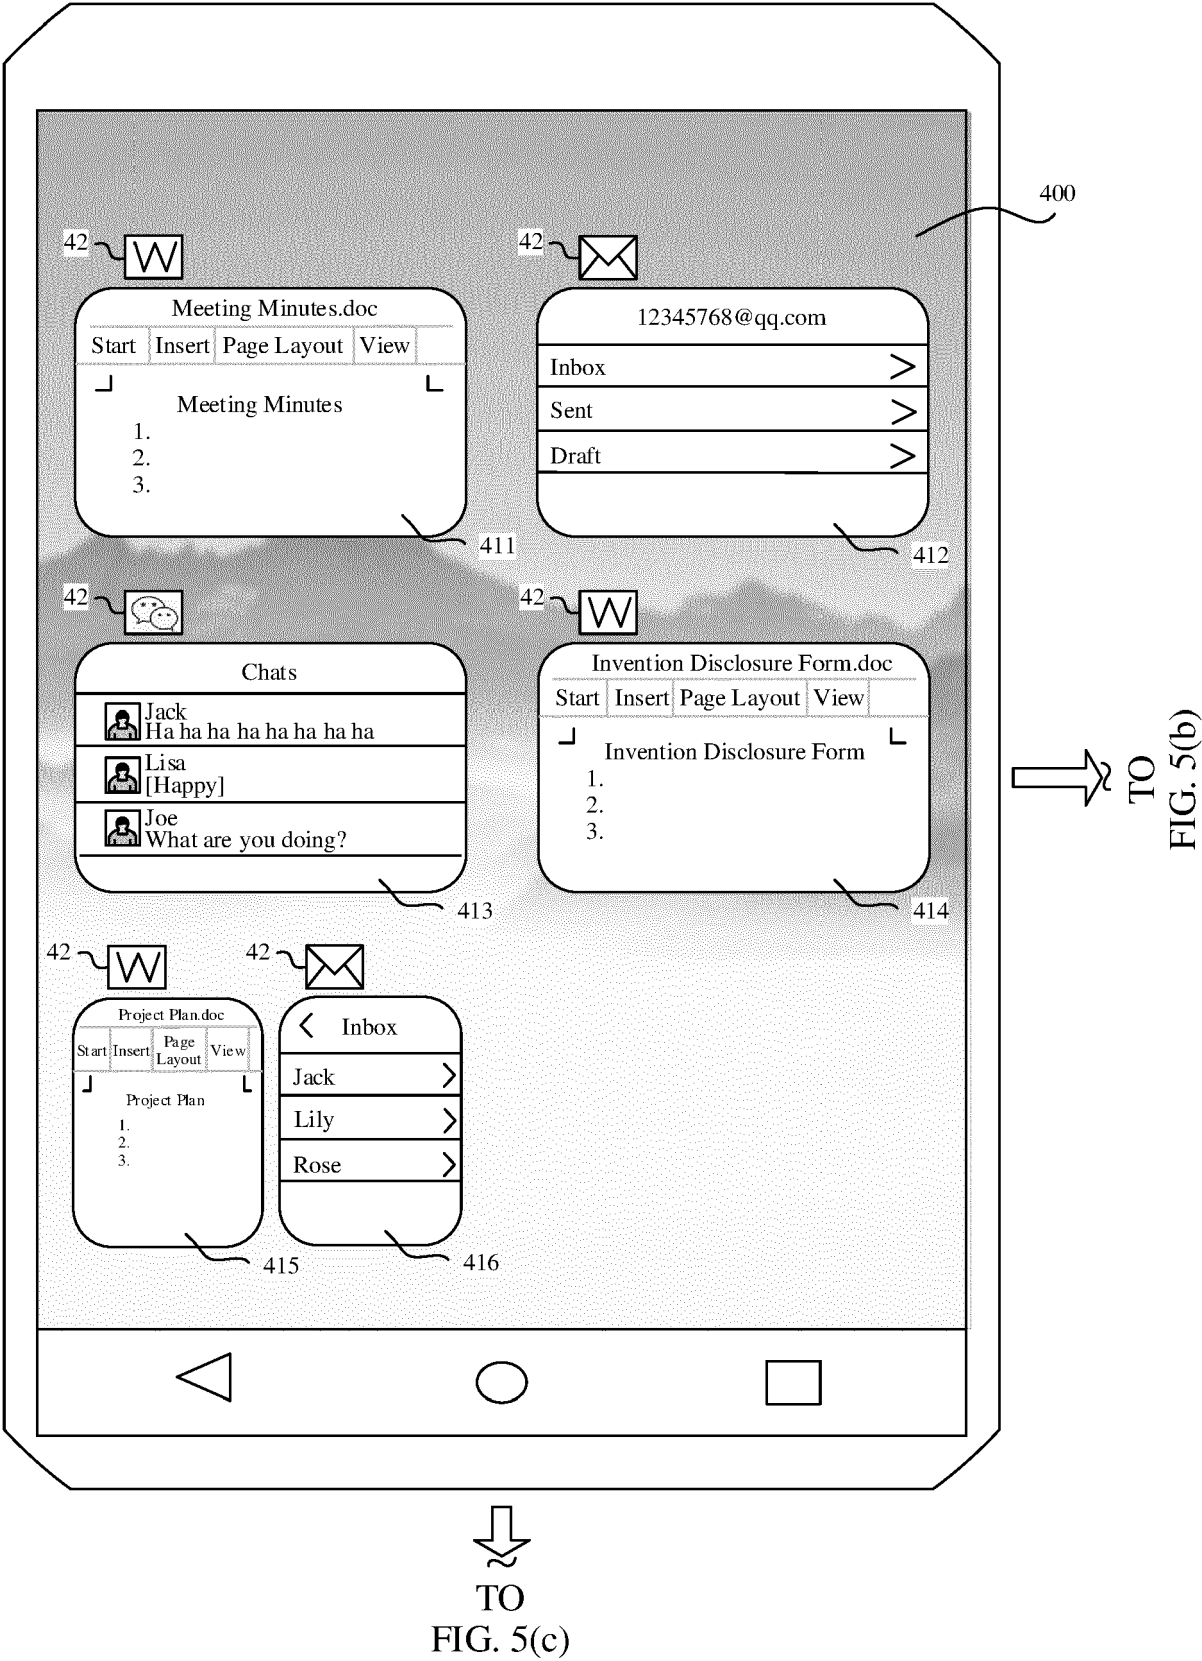 400
42 W
42
Meeting Minutes.doc
Start Insert Page Layout View
Meeting Minutes
1.
2.
3.
411
12345768@qq.com
Inbox >
Sent >
Draft >
412
42
42 W
Chats
Jack
Ha ha ha ha ha ha ha ha
Lisa
[Happy]
Joe
What are you doing?
413
Invention Disclosure Form.doc
Start Insert Page Layout View
Invention Disclosure Form
1.
2.
3.
414
TO
FIG. 5(b)
42 W
42
Project Plan.doc
Start Insert Page Layout View
Project Plan
1.
2.
3.
415
< Inbox
Jack >
Lily >
Rose >
416
TO
FIG. 5(c)